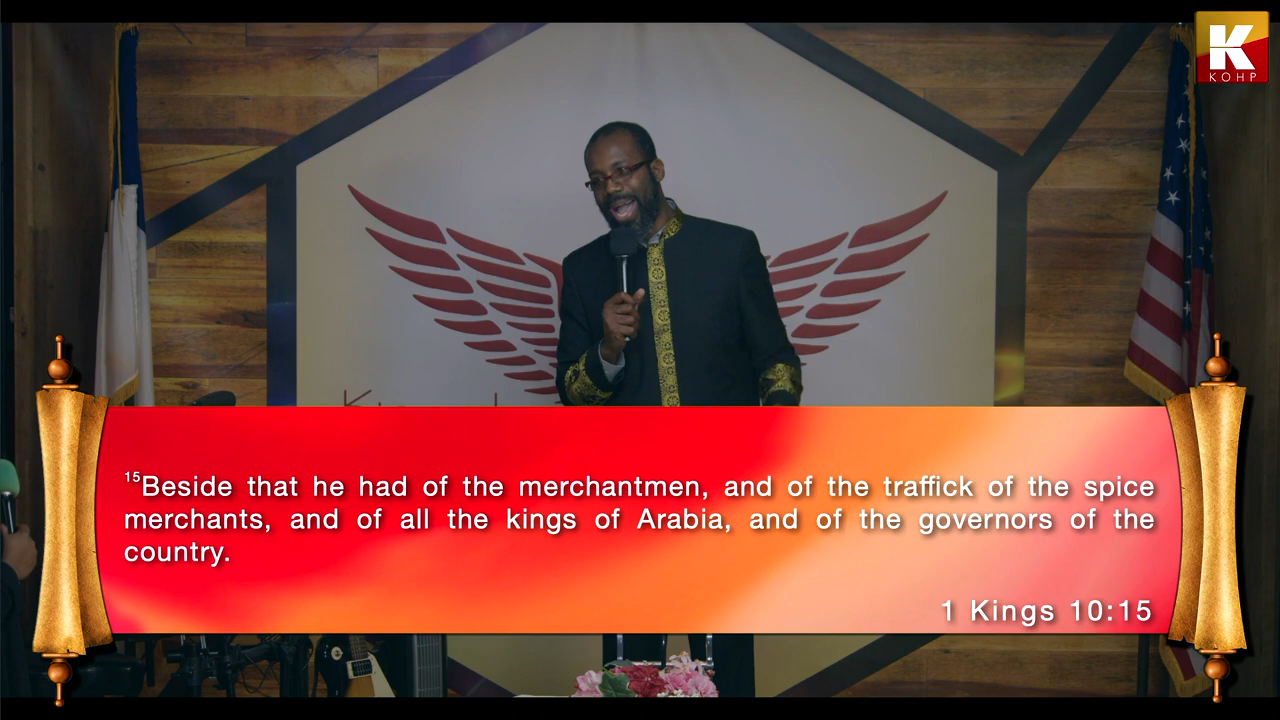 K
KOHP
15Beside that he had of the merchantmen, and of the traffick of the spice
merchants, and of all the kings of Arabia, and of the governors of the
country.
1 Kings 10:15